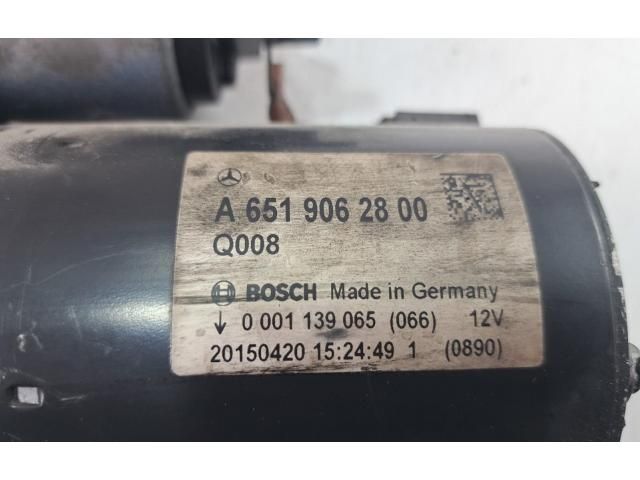 A 651 906 28 00
Q008
BOSCH Made in Germany
↓ 0 001 139 065 (066) 12V
20150420 15:24:49 1 (0890)